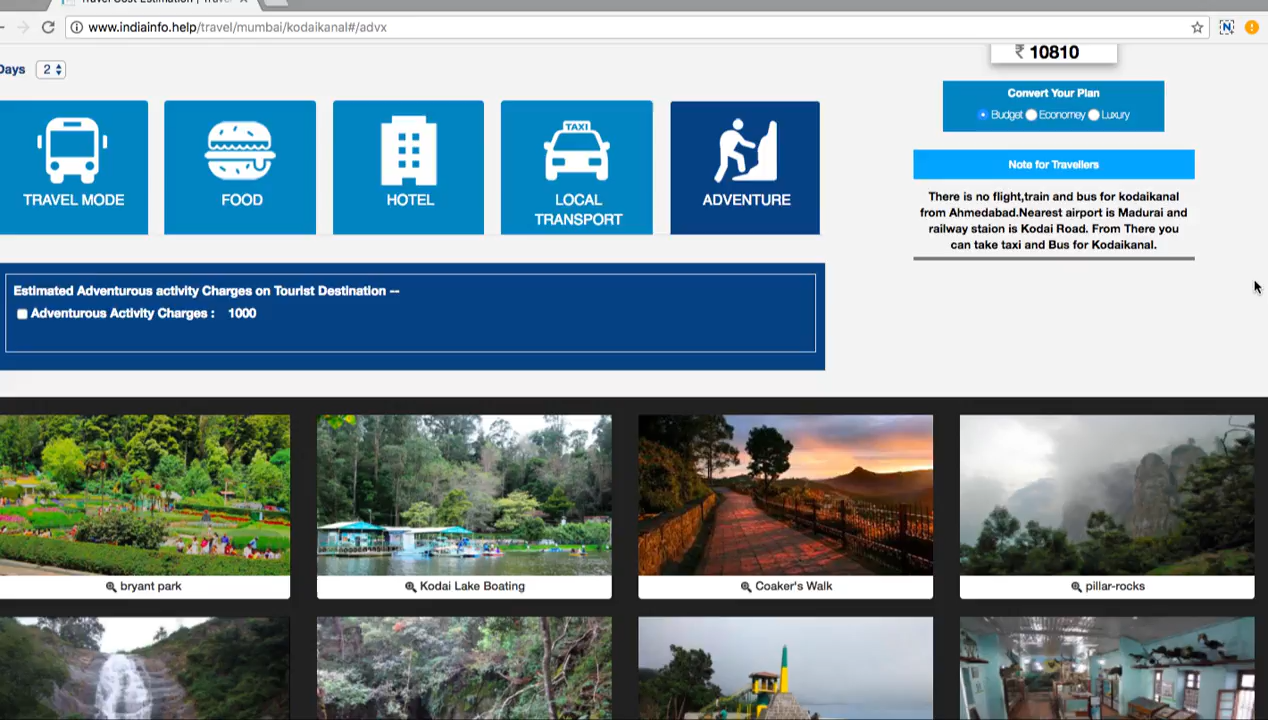 www.indiainfo.help/travel/mumbai/kodaikanal#/advx
₹ 10810
Days 2
Convert Your Plan
Budget Economey Luxury
TRAVEL MODE
FOOD
HOTEL
TAXI
LOCAL
TRANSPORT
ADVENTURE
Note for Travellers
There is no flight,train and bus for kodaikanal
from Ahmedabad.Nearest airport is Madurai and
railway staion is Kodai Road. From There you
can take taxi and Bus for Kodaikanal.
Estimated Adventurous activity Charges on Tourist Destination --
Adventurous Activity Charges : 1000
bryant park
Kodai Lake Boating
Coaker's Walk
pillar-rocks